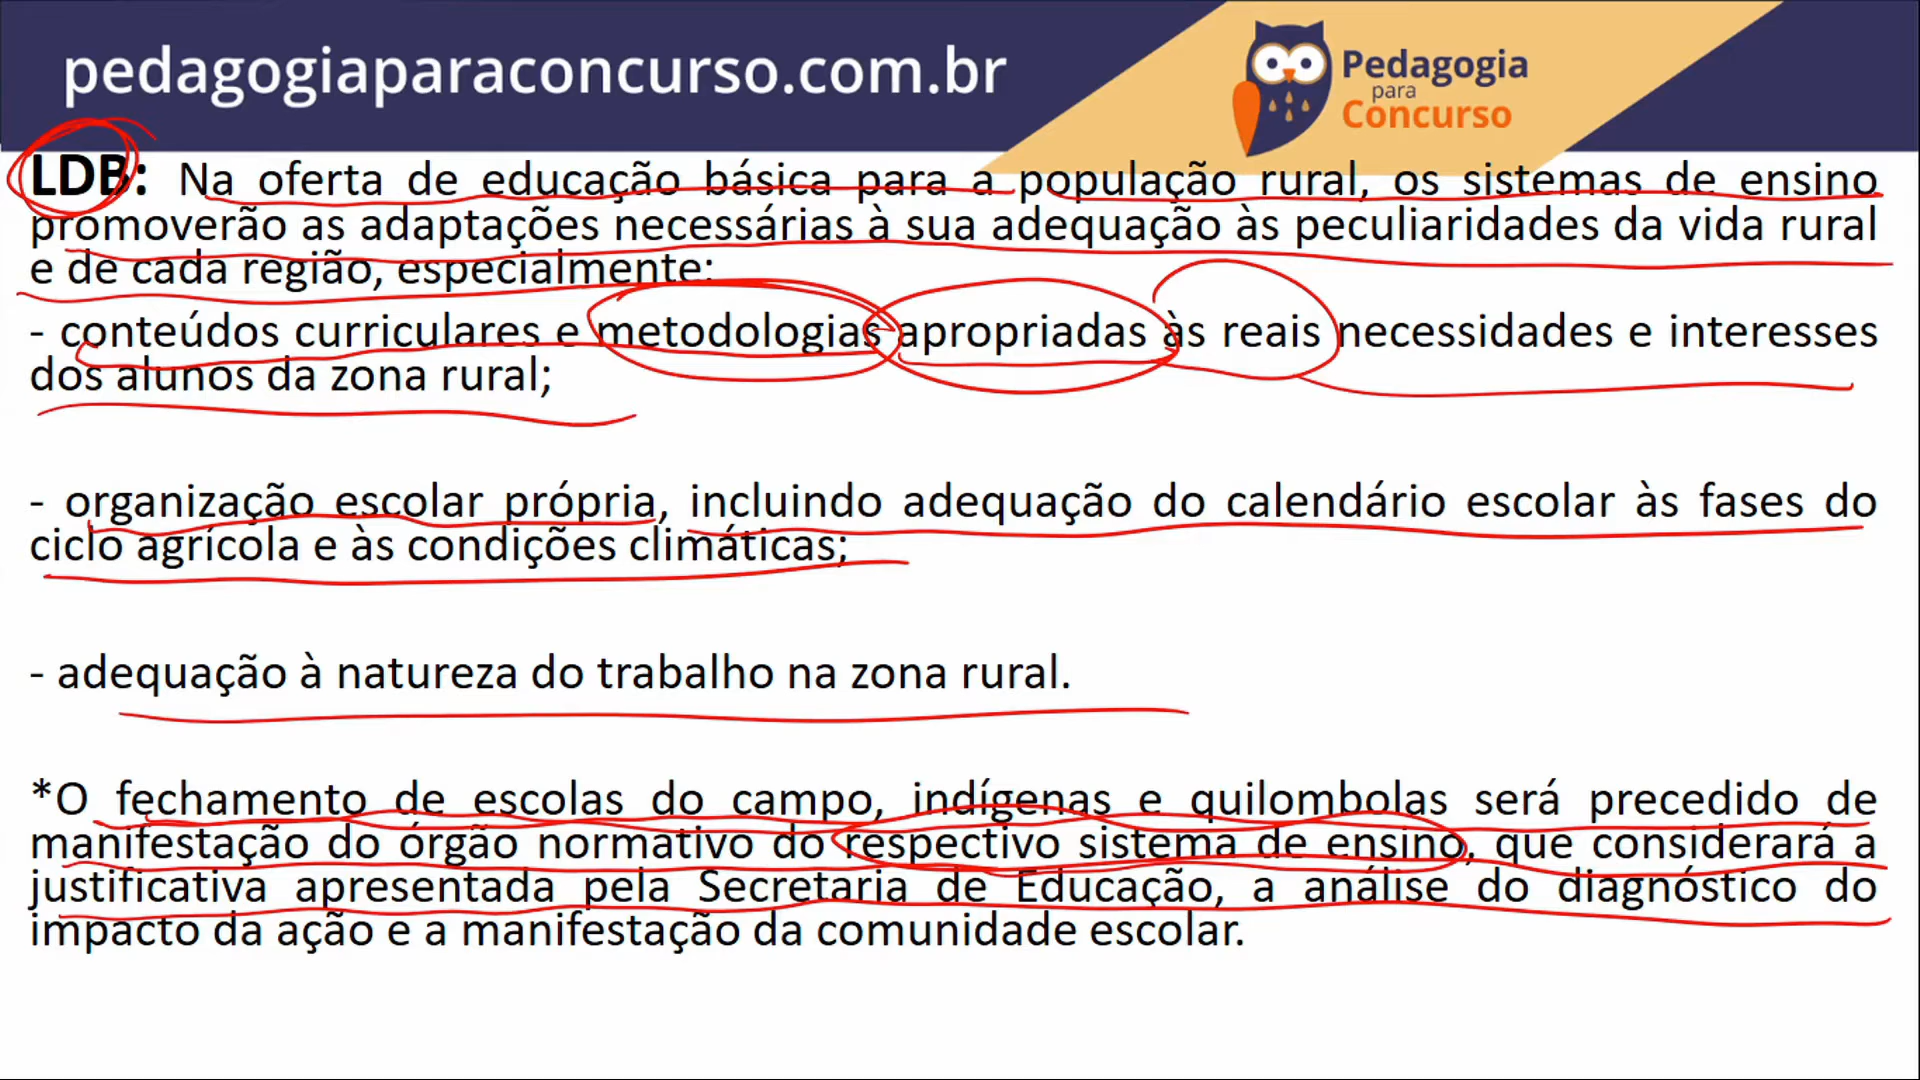 pedagogiaparaconcurso.com.br
Pedagogia
para
Concurso
LDB: Na oferta de educação básica para a população rural, os sistemas de ensino
promoverão as adaptações necessárias à sua adequação às peculiaridades da vida rural
e de cada região, especialmente:
- conteúdos curriculares e metodologias apropriadas às reais necessidades e interesses
dos alunos da zona rural;
- organização escolar própria, incluindo adequação do calendário escolar às fases do
ciclo agrícola e às condições climáticas;
- adequação à natureza do trabalho na zona rural.
*O fechamento de escolas do campo, indígenas e quilombolas será precedido de
manifestação do órgão normativo do respectivo sistema de ensino, que considerará a
justificativa apresentada pela Secretaria de Educação, a análise do diagnóstico do
impacto da ação e a manifestação da comunidade escolar.